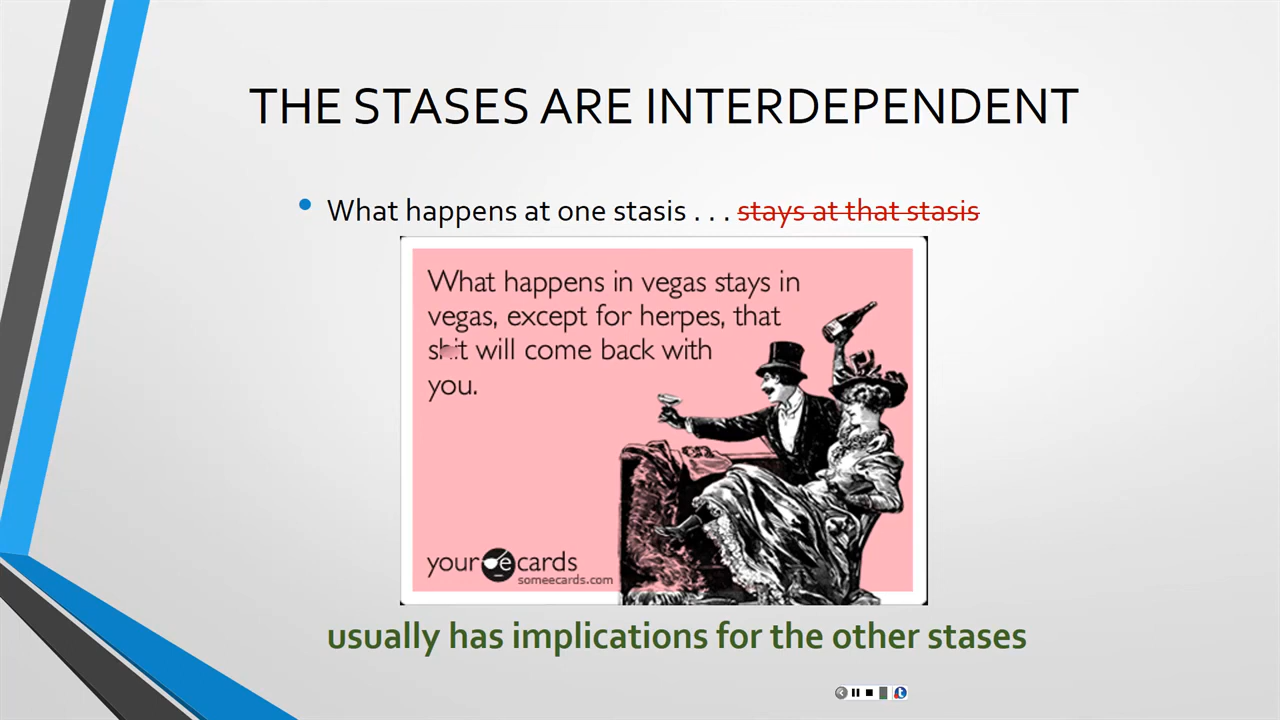 THE STASES ARE INTERDEPENDENT
• What happens at one stasis . . . stays at that stasis
What happens in vegas stays in
vegas, except for herpes, that
shit will come back with
you.
your e cards
someecards.com
usually has implications for the other stases